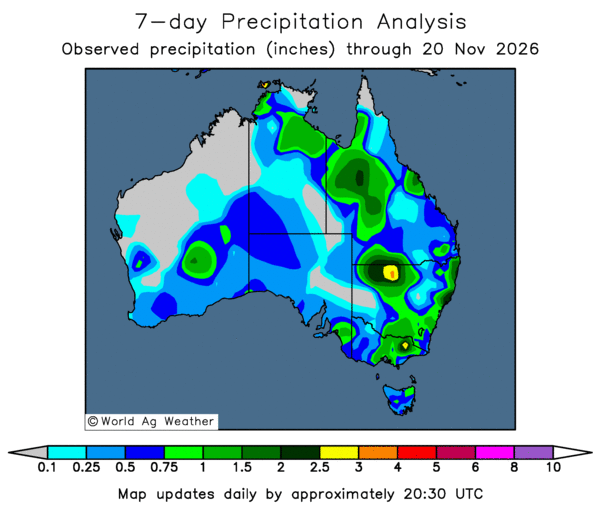 7-day Precipitation Analysis
Observed precipitation (inches) through 20 Nov 2026
© World Ag Weather
0.1 0.25 0.5 0.75 1 1.5 2 2.5 3 4 5 6 8 10
Map updates daily by approximately 20:30 UTC